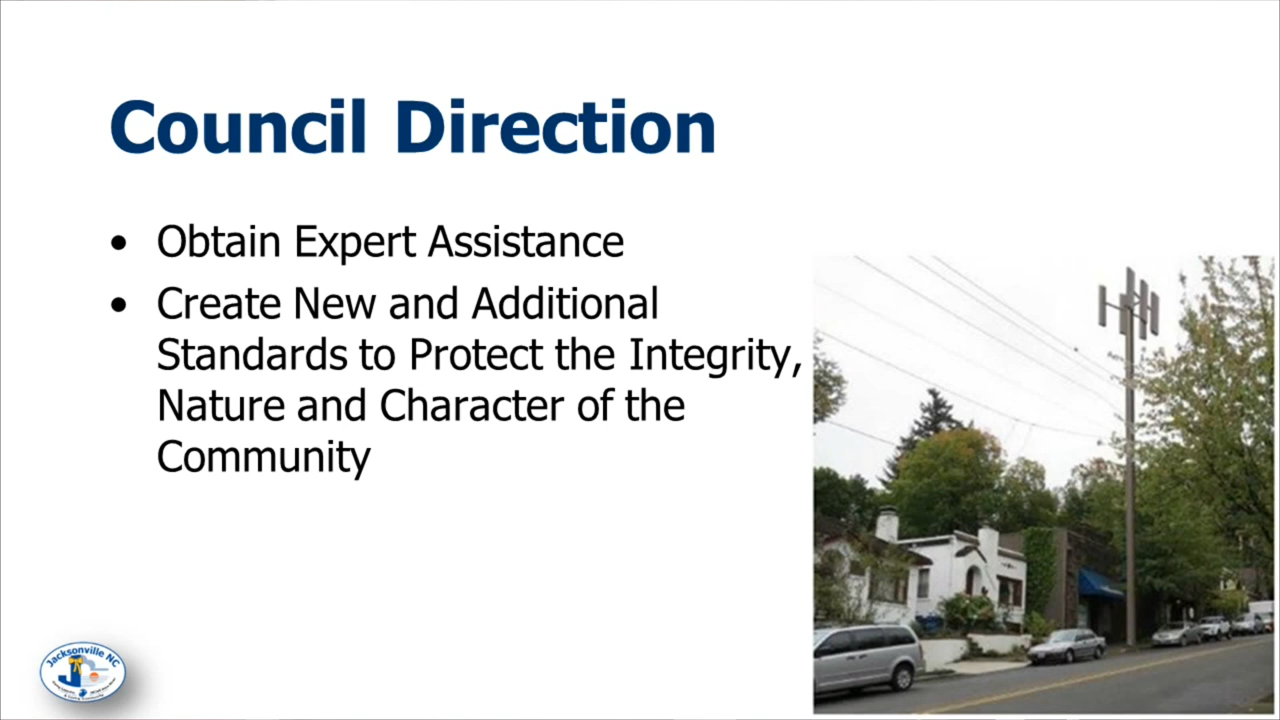 Council Direction
• Obtain Expert Assistance
• Create New and Additional
Standards to Protect the Integrity,
Nature and Character of the
Community
Jacksonville NC